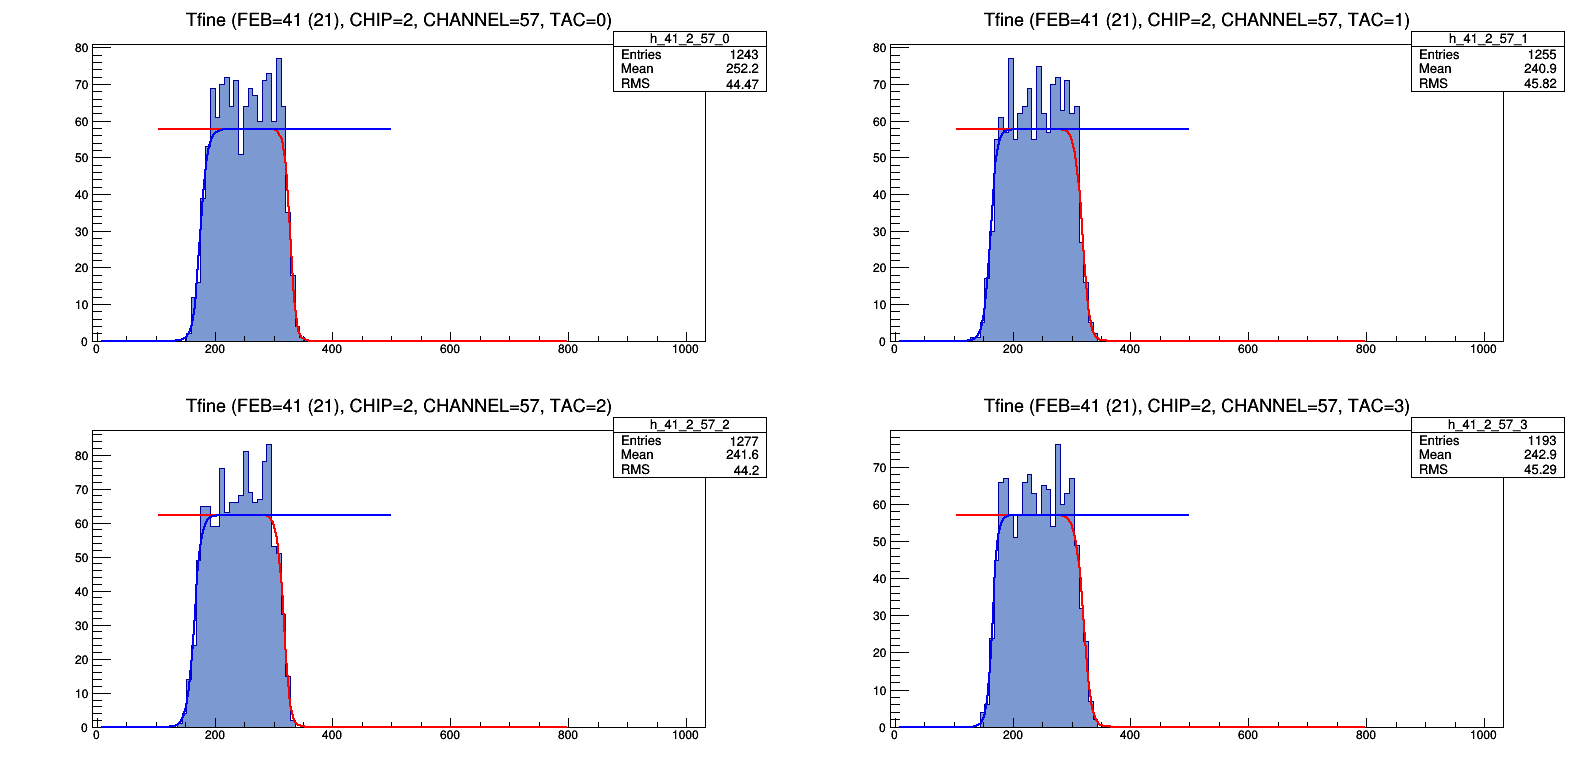 Tfine (FEB=41 (21), CHIP=2, CHANNEL=57, TAC=0)
h_41_2_57_0
Entries 1243
Mean 252.2
RMS 44.47
80
70
60
50
40
30
20
10
0
0 200 400 600 800 1000
Tfine (FEB=41 (21), CHIP=2, CHANNEL=57, TAC=1)
h_41_2_57_1
Entries 1255
Mean 240.9
RMS 45.82
80
70
60
50
40
30
20
10
0
0 200 400 600 800 1000
Tfine (FEB=41 (21), CHIP=2, CHANNEL=57, TAC=2)
h_41_2_57_2
Entries 1277
Mean 241.6
RMS 44.2
80
70
60
50
40
30
20
10
0
0 200 400 600 800 1000
Tfine (FEB=41 (21), CHIP=2, CHANNEL=57, TAC=3)
h_41_2_57_3
Entries 1193
Mean 242.9
RMS 45.29
70
60
50
40
30
20
10
0
0 200 400 600 800 1000